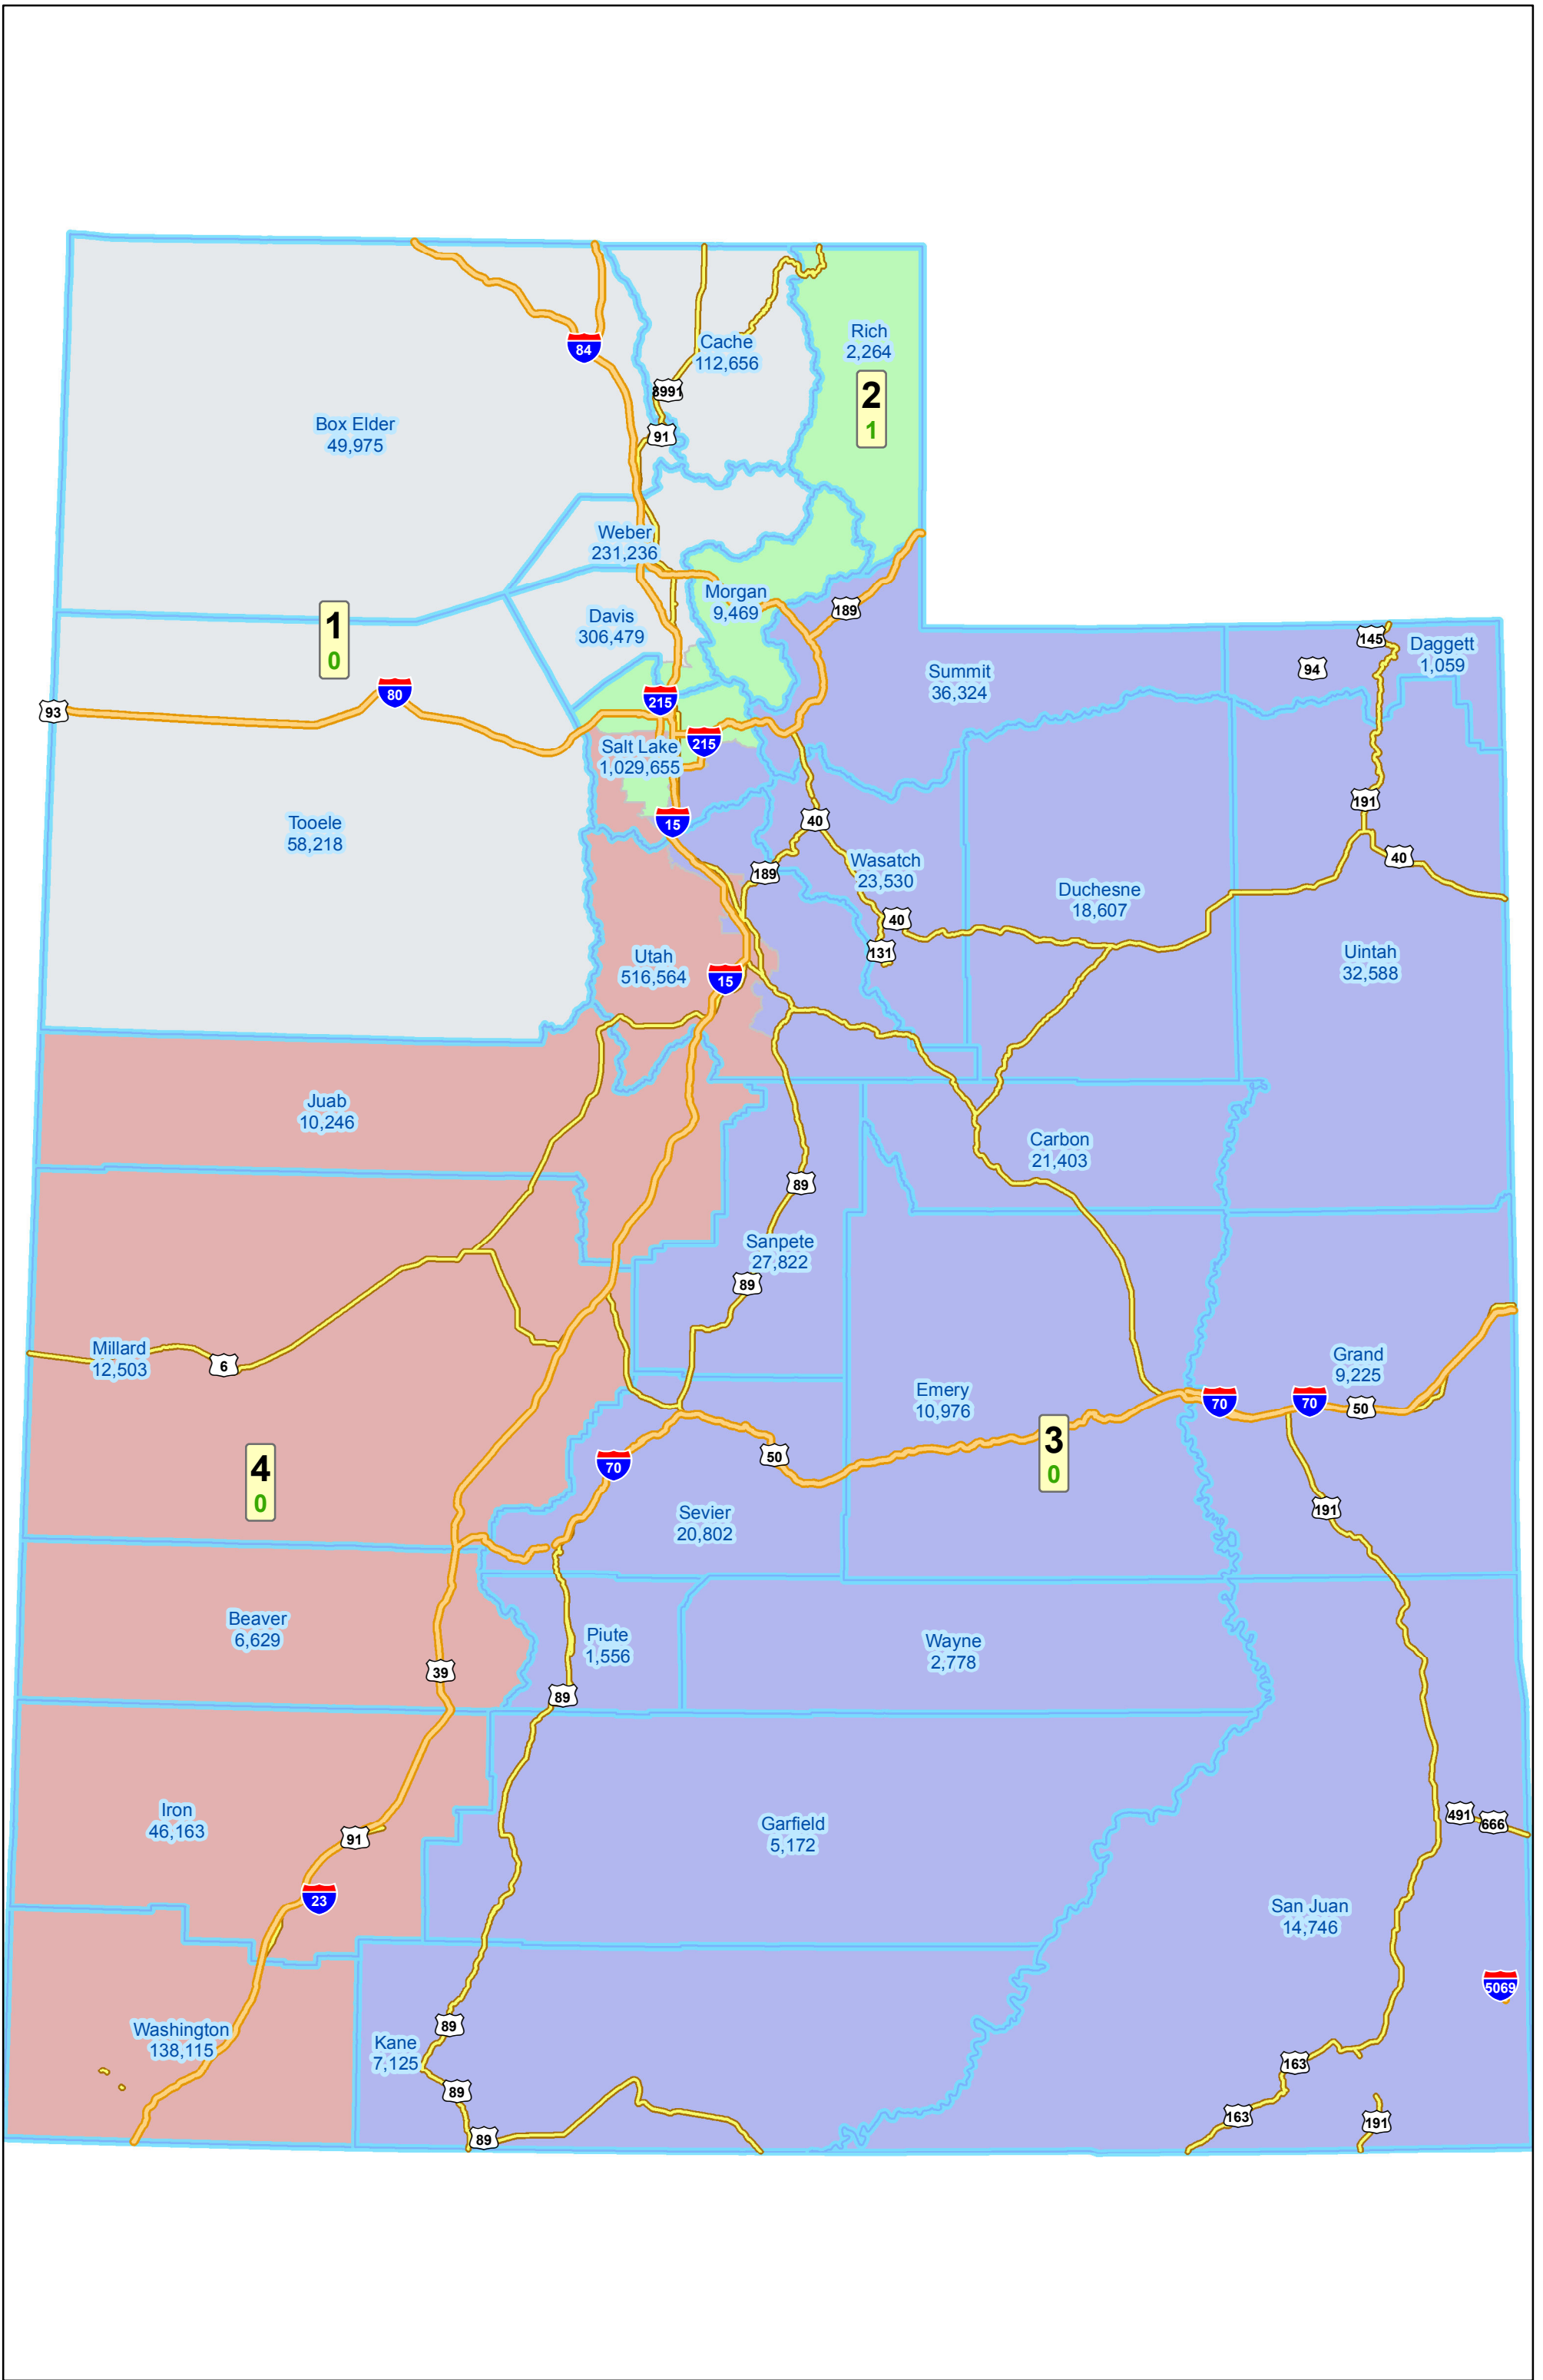 84
Cache
112,656
Rich
2,264
8991
2
1
91
Box Elder
49,975
Weber
231,236
Morgan
9,469
189
Davis
306,479
1
0
145
Daggett
1,059
94
Summit
36,324
80
93
215
215
Salt Lake
1,029,655
191
15
40
Tooele
58,218
40
189
Wasatch
23,530
Duchesne
18,607
40
131
Uintah
32,588
Utah
516,564
15
Juab
10,246
Carbon
21,403
89
Sanpete
27,822
89
Millard
12,503
6
Grand
9,225
Emery
10,976
70
70
50
3
0
4
0
50
70
191
Sevier
20,802
Beaver
6,629
Piute
1,556
Wayne
2,778
39
89
Iron
46,163
91
Garfield
5,172
491
666
23
San Juan
14,746
5069
Washington
138,115
89
Kane
7,125
163
89
163
191
89